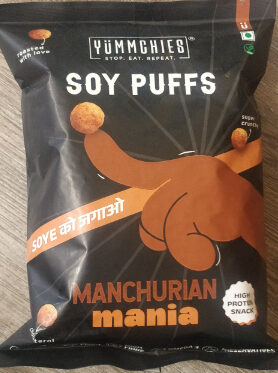 roasted
with love
YÜMMCHIES®
STOP. EAT. REPEAT.
SOY PUFFS
super
crunchy
SOYE को जगाओ
MANCHURIAN
mania
HIGH
PROTEIN
SNACK